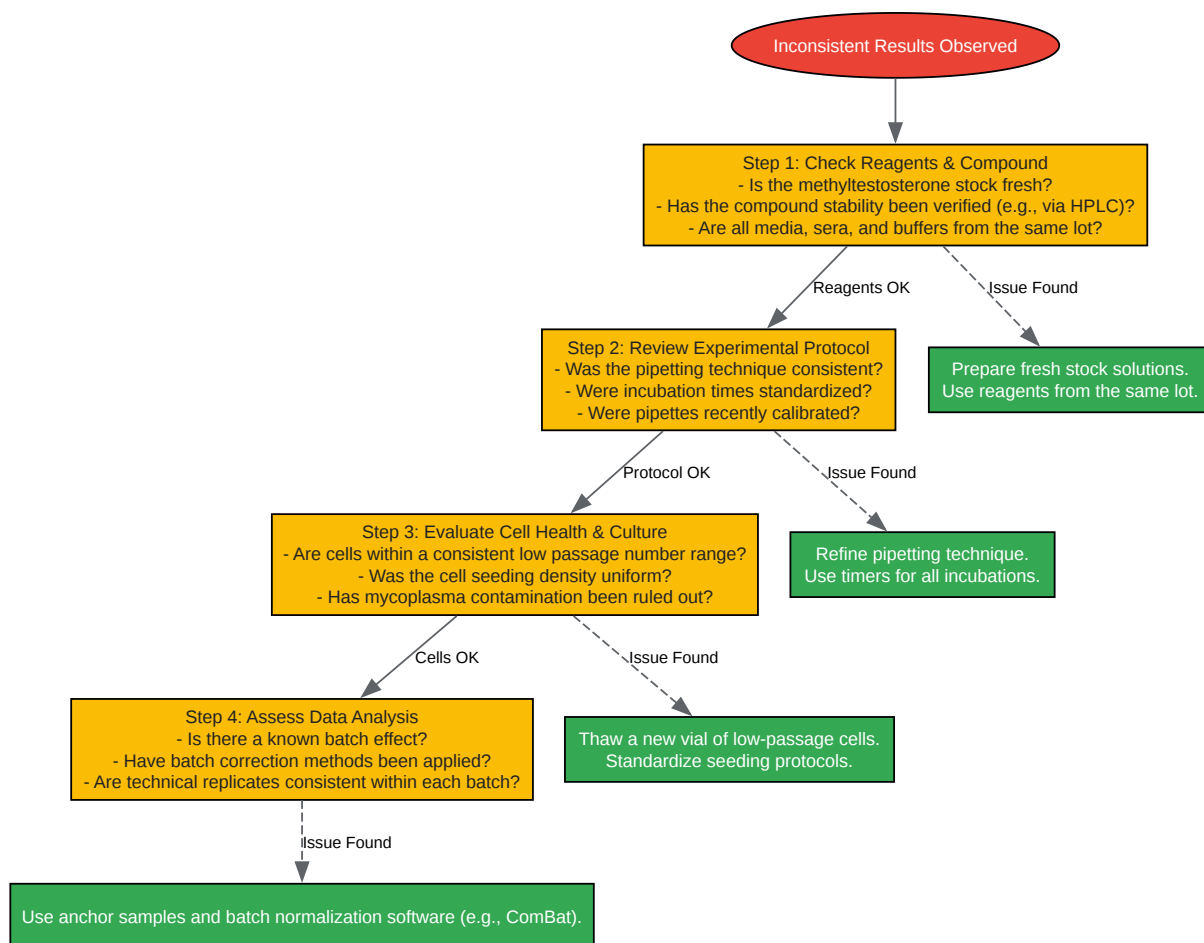 Inconsistent Results Observed
Step 1: Check Reagents & Compound
- Is the methyltestosterone stock fresh?
- Has the compound stability been verified (e.g., via HPLC)?
- Are all media, sera, and buffers from the same lot?
Reagents OK
Issue Found
Step 2: Review Experimental Protocol
- Was the pipetting technique consistent?
- Were incubation times standardized?
- Were pipettes recently calibrated?
Prepare fresh stock solutions.
Use reagents from the same lot.
Protocol OK
Issue Found
Step 3: Evaluate Cell Health & Culture
- Are cells within a consistent low passage number range?
- Was the cell seeding density uniform?
- Has mycoplasma contamination been ruled out?
Refine pipetting technique.
Use timers for all incubations.
Cells OK
Issue Found
Step 4: Assess Data Analysis
- Is there a known batch effect?
- Have batch correction methods been applied?
- Are technical replicates consistent within each batch?
Thaw a new vial of low-passage cells.
Standardize seeding protocols.
Issue Found
Use anchor samples and batch normalization software (e.g., ComBat).